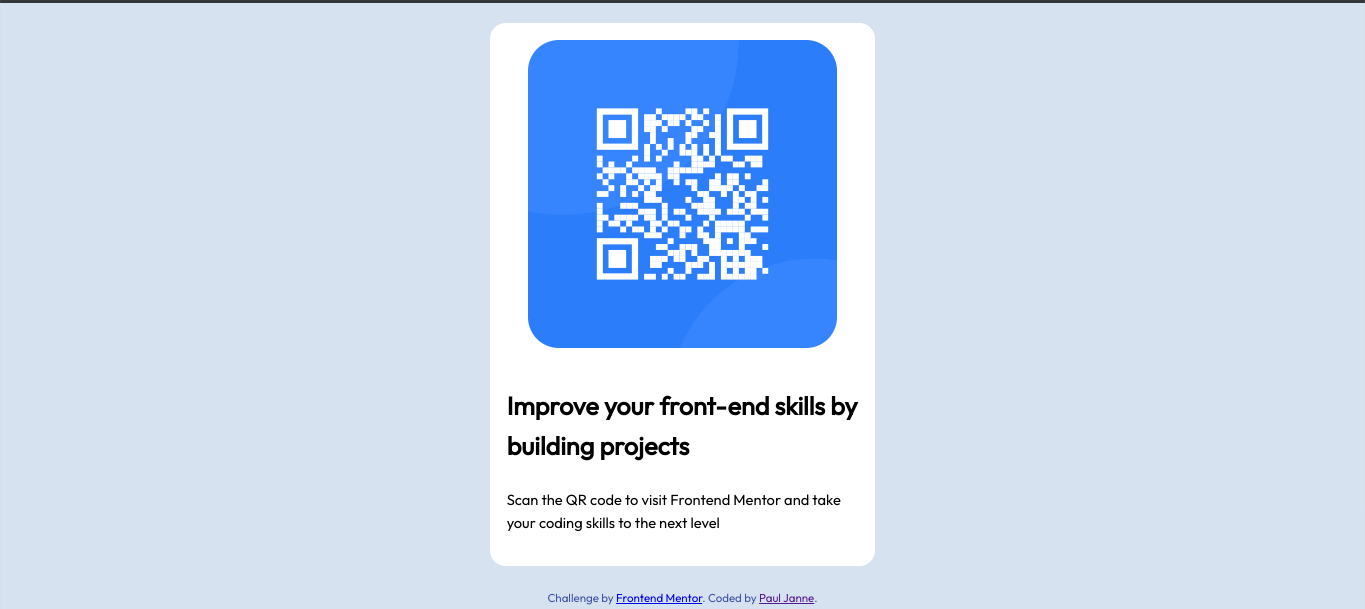 Improve your front-end skills by
building projects
Scan the QR code to visit Frontend Mentor and take
your coding skills to the next level
Challenge by Frontend Mentor. Coded by Paul Janne.